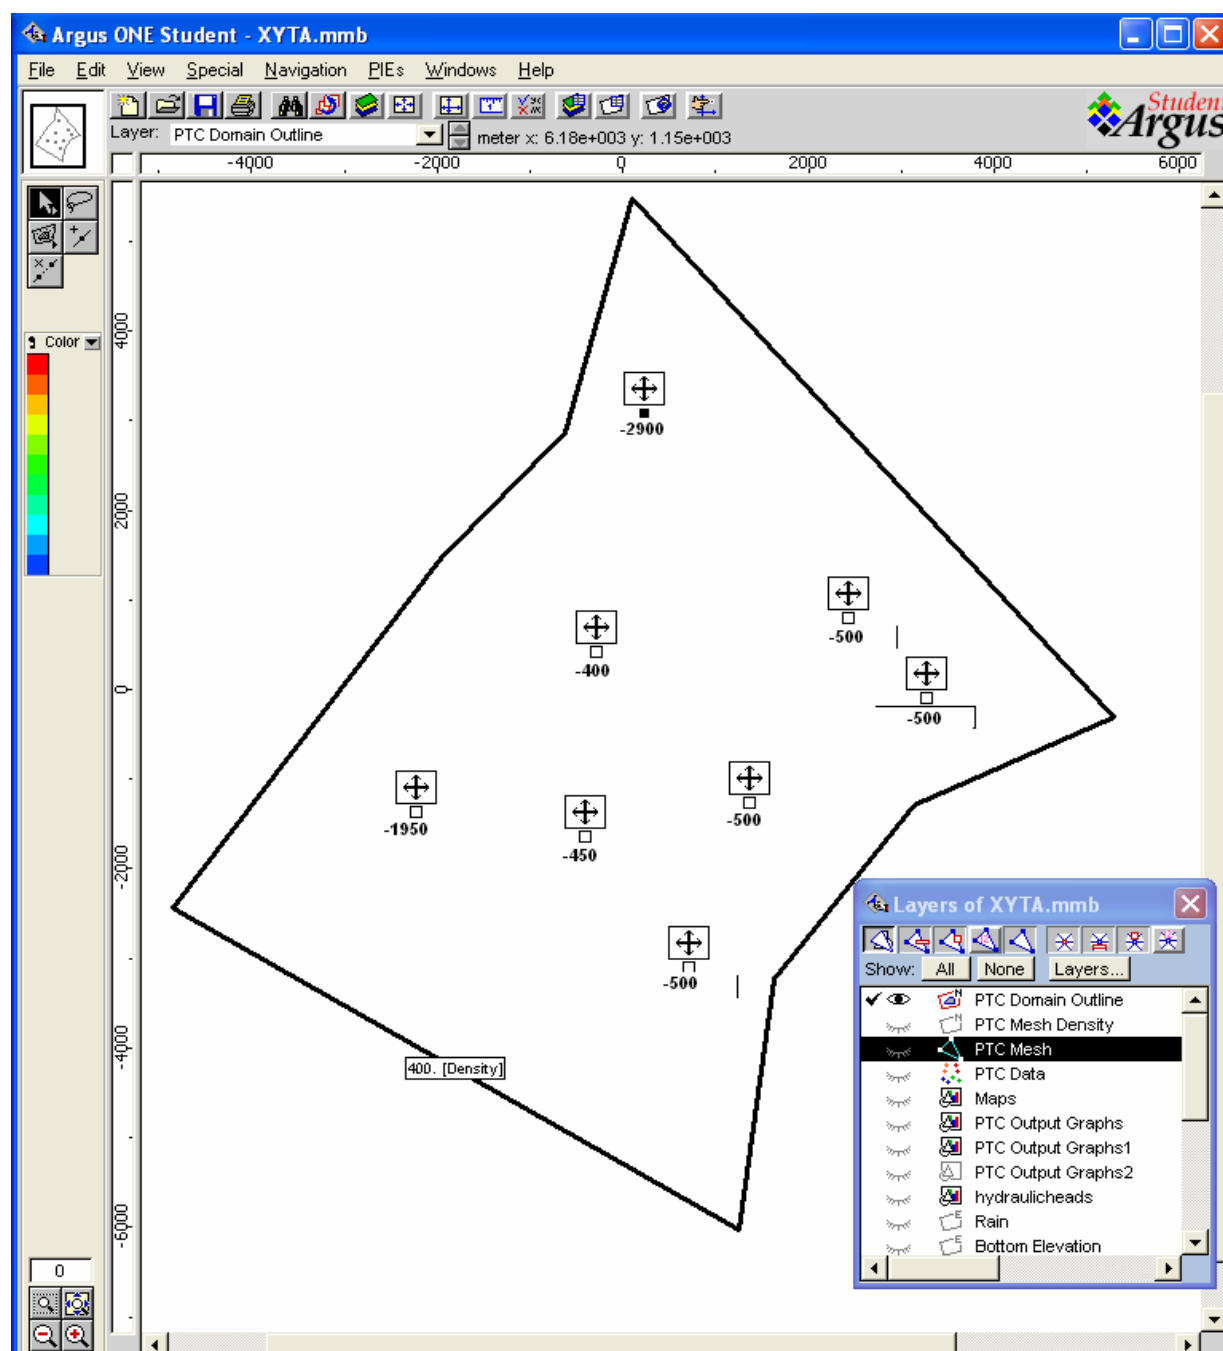 Argus ONE Student - XYTA.mmb
File Edit View Special Navigation PIEs Windows Help
Student
Argus
Layer: PTC Domain Outline meter x: 6.18e+003 y: 1.15e+003
-4000 -2000 0 2000 4000 6000
Color
4000
2000
0
-2000
-4000
-6000
-2900
-500
-400
-500
-1950
-450
-500
-500
400. [Density]
Layers of XYTA.mmb
Show: All None Layers...
PTC Domain Outline
PTC Mesh Density
PTC Mesh
PTC Data
Maps
PTC Output Graphs
PTC Output Graphs1
PTC Output Graphs2
hydraulicheads
Rain
Bottom Elevation
0